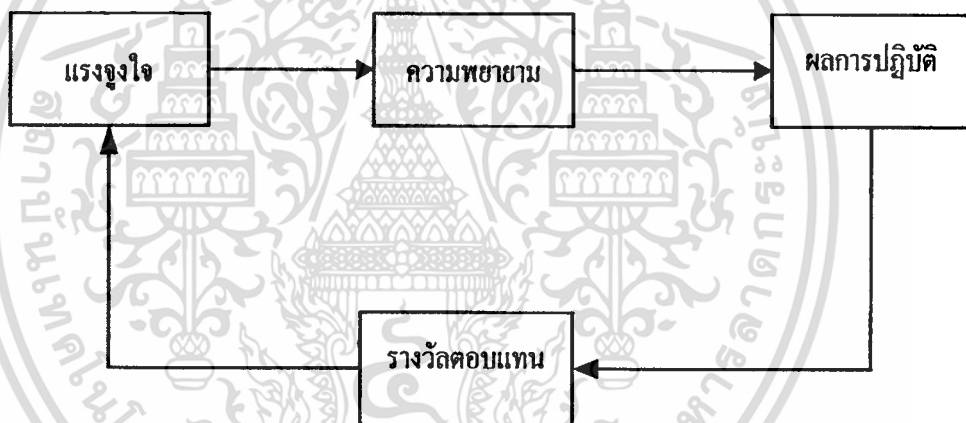 แรงจูงใจ
ความพยายาม
ผลการปฏิบัติ
รางวัลตอบแทน